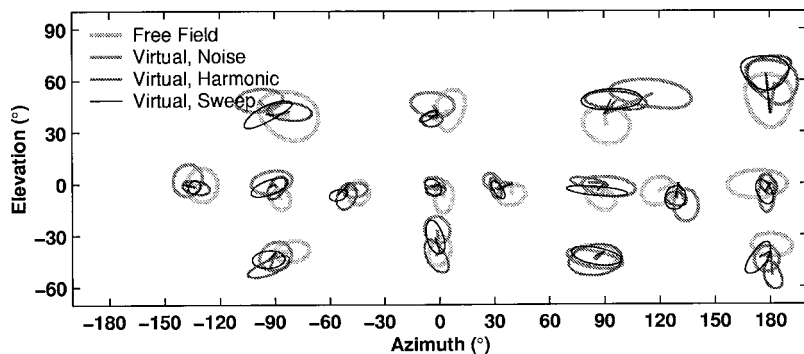 90
60
30
0
−30
−60
Elevation (°)
Free Field
Virtual, Noise
Virtual, Harmonic
Virtual, Sweep
−180 −150 −120 −90 −60 −30 0 30 60 90 120 150 180
Azimuth (°)